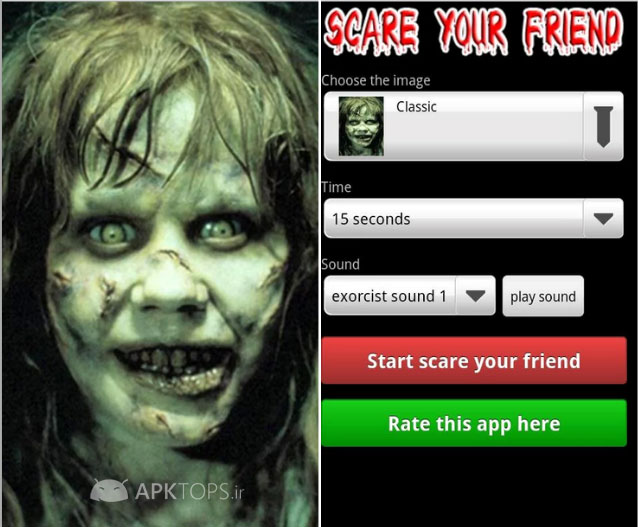 APKTOPS.ir
SCARE YOUR FRIEND
Choose the image
Classic
Time
15 seconds
Sound
exorcist sound 1
play sound
Start scare your friend
Rate this app here